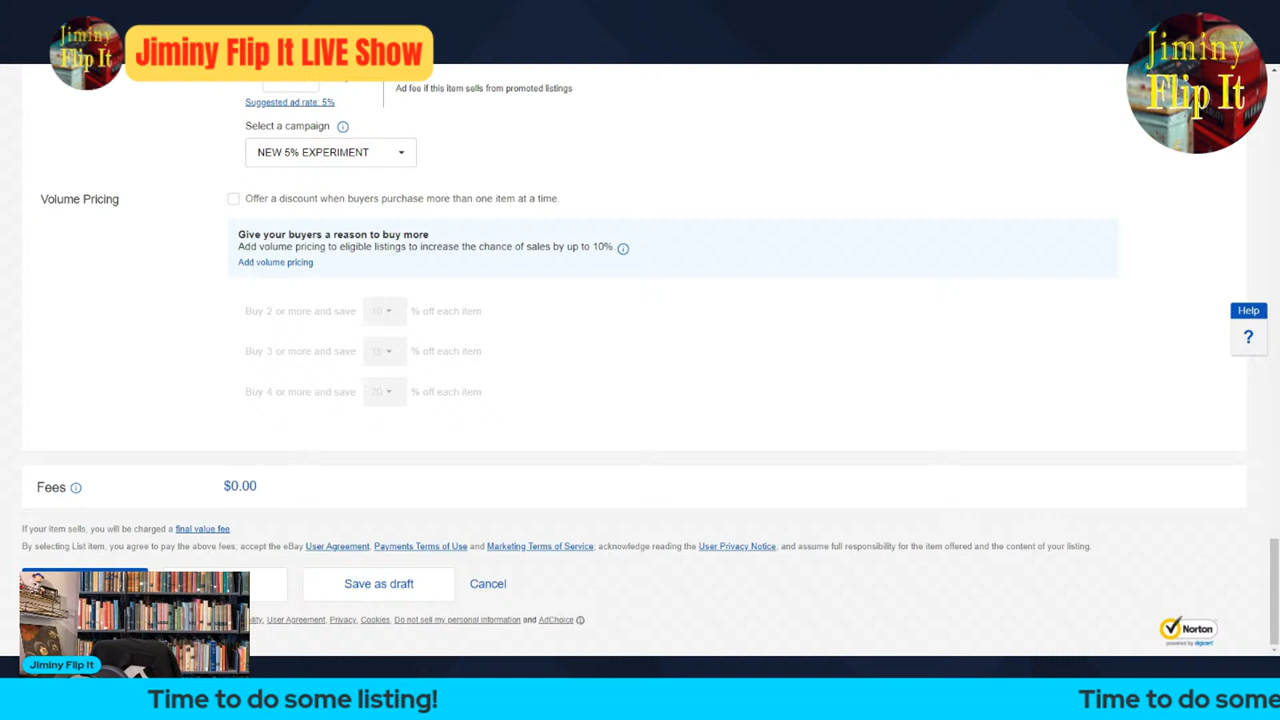 Jiminy
Flip It
Jiminy Flip It LIVE Show
Jiminy
Flip It
Ad fee if this item sells from promoted listings
Suggested ad rate: 5%
Select a campaign
NEW 5% EXPERIMENT
Volume Pricing
Offer a discount when buyers purchase more than one item at a time.
Give your buyers a reason to buy more
Add volume pricing to eligible listings to increase the chance of sales by up to 10%.
Add volume pricing
Help
?
Buy 2 or more and save 10 % off each item
Buy 3 or more and save 15 % off each item
Buy 4 or more and save 20 % off each item
Fees $0.00
If your item sells, you will be charged a final value fee
By selecting List item, you agree to pay the above fees, accept the eBay User Agreement, Payments Terms of Use and Marketing Terms of Service, acknowledge reading the User Privacy Notice, and assume full responsibility for the item offered and the content of your listing.
Save as draft Cancel
User Agreement, Privacy, Cookies, Do not sell my personal information and AdChoice
Norton
powered by digicert
Jiminy Flip It
Time to do some listing! Time to do some